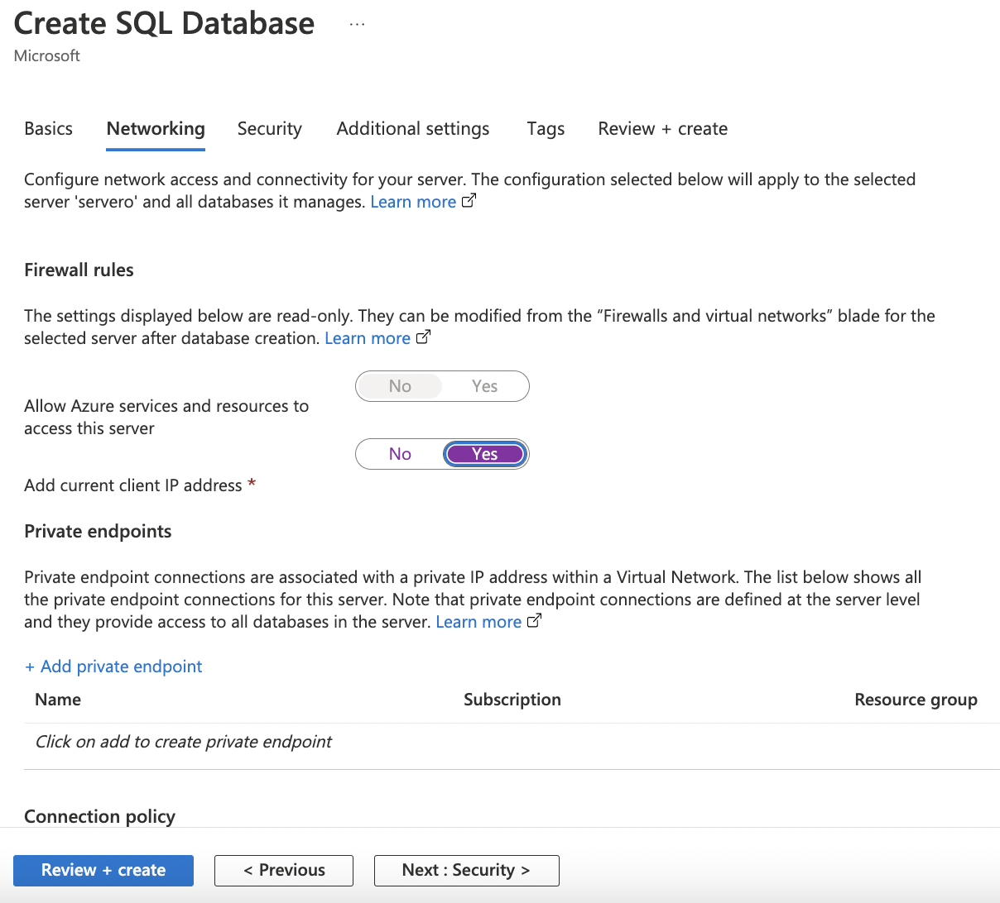 Create SQL Database ...
Microsoft
Basics Networking Security Additional settings Tags Review + create
Configure network access and connectivity for your server. The configuration selected below will apply to the selected
server 'servero' and all databases it manages. Learn more
Firewall rules
The settings displayed below are read-only. They can be modified from the “Firewalls and virtual networks” blade for the
selected server after database creation. Learn more
No Yes
Allow Azure services and resources to
access this server
No Yes
Add current client IP address *
Private endpoints
Private endpoint connections are associated with a private IP address within a Virtual Network. The list below shows all
the private endpoint connections for this server. Note that private endpoint connections are defined at the server level
and they provide access to all databases in the server. Learn more
+ Add private endpoint
Name Subscription Resource group
Click on add to create private endpoint
Connection policy
Review + create < Previous Next : Security >